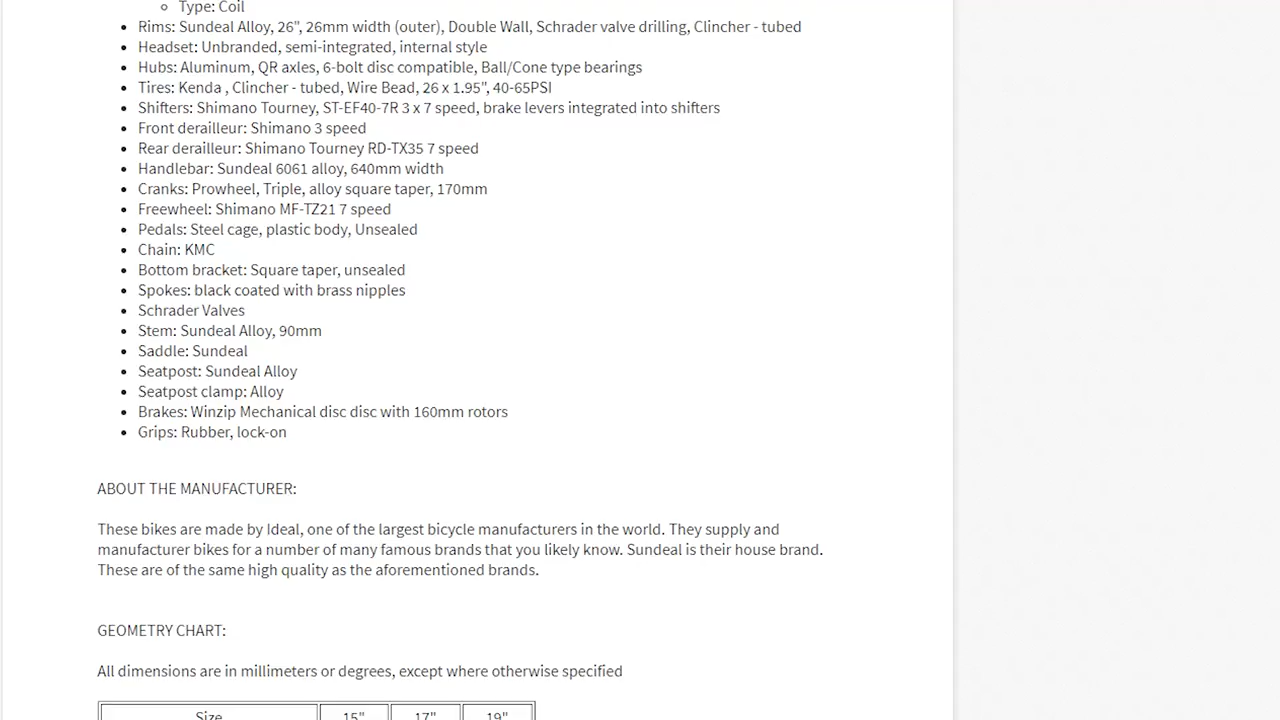 Type: Coil
Rims: Sundeal Alloy, 26", 26mm width (outer), Double Wall, Schrader valve drilling, Clincher - tubed
Headset: Unbranded, semi-integrated, internal style
Hubs: Aluminum, QR axles, 6-bolt disc compatible, Ball/Cone type bearings
Tires: Kenda , Clincher - tubed, Wire Bead, 26 x 1.95", 40-65PSI
Shifters: Shimano Tourney, ST-EF40-7R 3 x 7 speed, brake levers integrated into shifters
Front derailleur: Shimano 3 speed
Rear derailleur: Shimano Tourney RD-TX35 7 speed
Handlebar: Sundeal 6061 alloy, 640mm width
Cranks: Prowheel, Triple, alloy square taper, 170mm
Freewheel: Shimano MF-TZ21 7 speed
Pedals: Steel cage, plastic body, Unsealed
Chain: KMC
Bottom bracket: Square taper, unsealed
Spokes: black coated with brass nipples
Schrader Valves
Stem: Sundeal Alloy, 90mm
Saddle: Sundeal
Seatpost: Sundeal Alloy
Seatpost clamp: Alloy
Brakes: Winzip Mechanical disc disc with 160mm rotors
Grips: Rubber, lock-on
ABOUT THE MANUFACTURER:
These bikes are made by Ideal, one of the largest bicycle manufacturers in the world. They supply and
manufacturer bikes for a number of many famous brands that you likely know. Sundeal is their house brand.
These are of the same high quality as the aforementioned brands.
GEOMETRY CHART:
All dimensions are in millimeters or degrees, except where otherwise specified
Size 15" 17" 19"